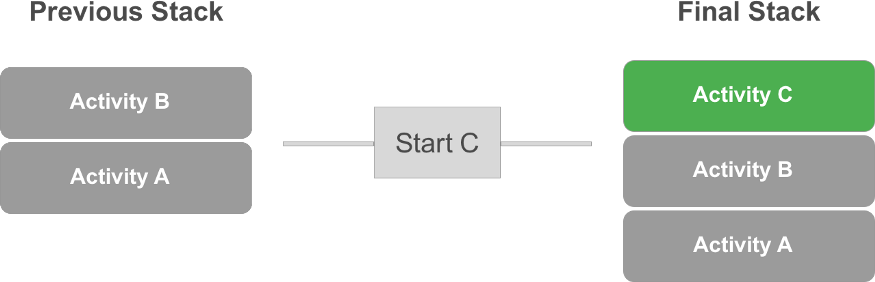 Previous Stack
Activity B
Activity A
Start C
Final Stack
Activity C
Activity B
Activity A